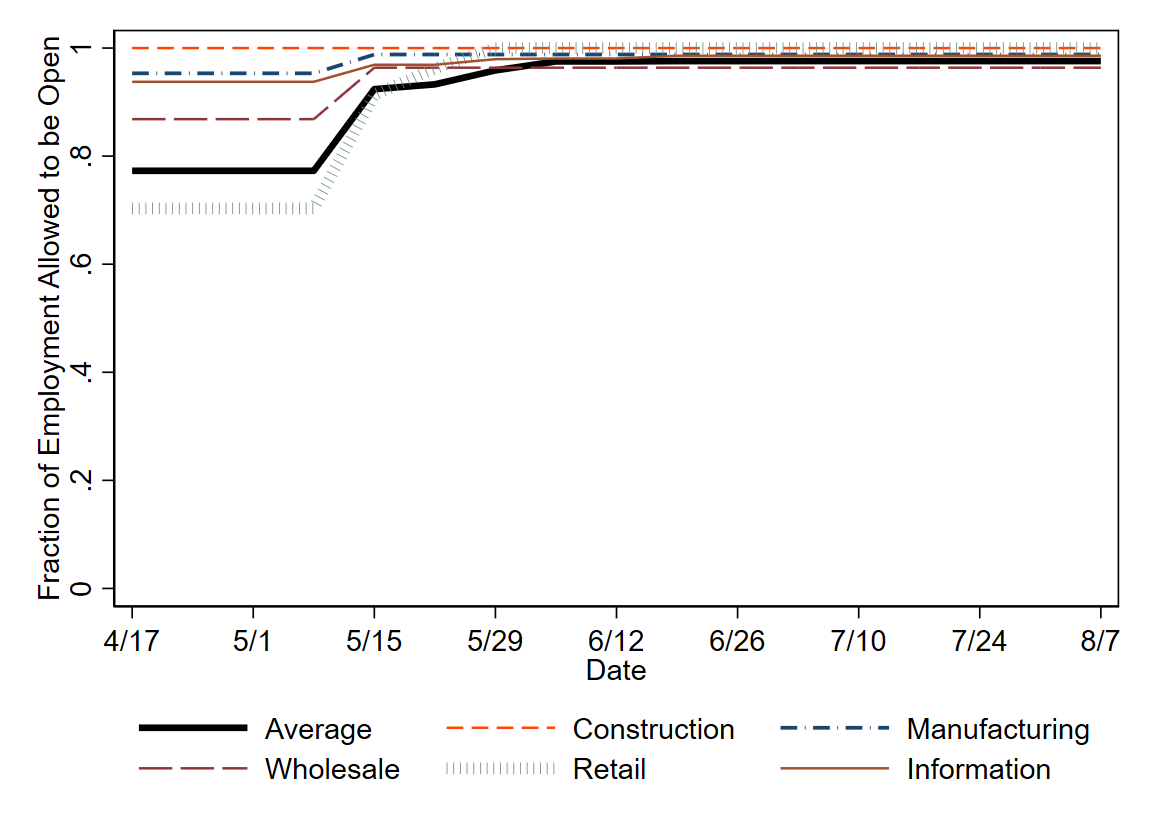 Fraction of Employment Allowed to be Open
1
.8
.6
.4
.2
0
4/17 5/1 5/15 5/29 6/12 6/26 7/10 7/24 8/7
Date
Average Construction Manufacturing
Wholesale Retail Information